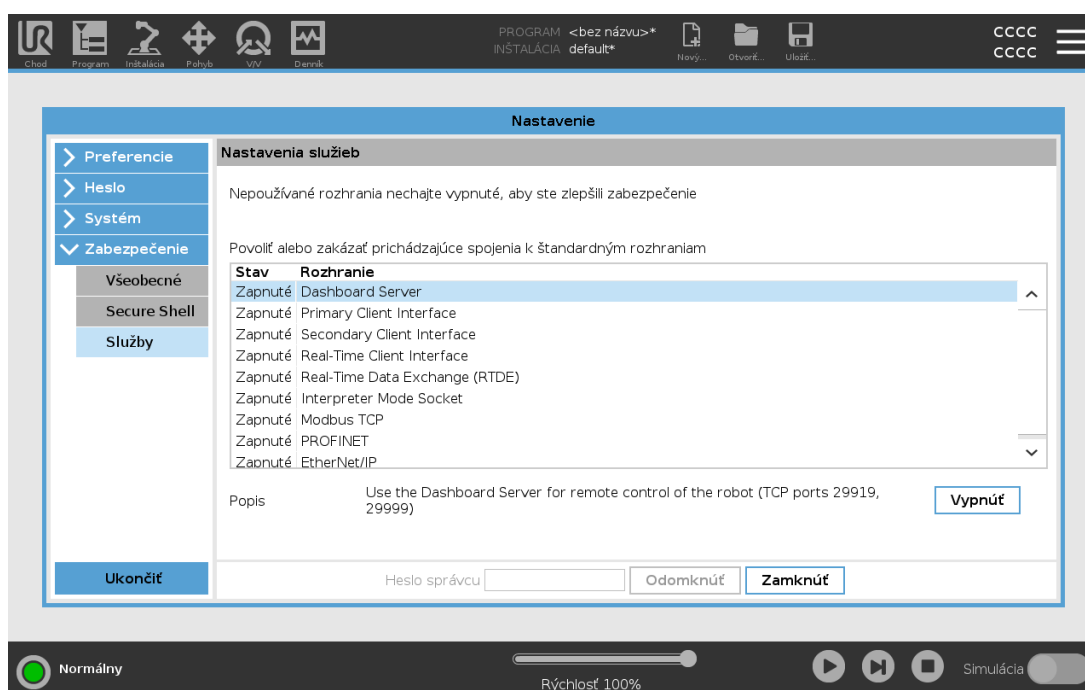 PROGRAM <bez názvu>*
INŠTALÁCIA default*
CCCC
CCCC
Chod Program Inštalácia Pohyb V/V Denník Nový... Otvoriť... Uložiť...
Nastavenie
Preferencie
Heslo
Systém
Zabezpečenie
Všeobecné
Secure Shell
Služby
Ukončiť
Nastavenia služieb
Nepoužívané rozhrania nechajte vypnuté, aby ste zlepšili zabezpečenie
Povoliť alebo zakázať prichádzajúce spojenia k štandardným rozhraniam
Stav Rozhranie
Zapnuté Dashboard Server
Zapnuté Primary Client Interface
Zapnuté Secondary Client Interface
Zapnuté Real-Time Client Interface
Zapnuté Real-Time Data Exchange (RTDE)
Zapnuté Interpreter Mode Socket
Zapnuté Modbus TCP
Zapnuté PROFINET
Zapnuté EtherNet/IP
Popis Use the Dashboard Server for remote control of the robot (TCP ports 29919,
29999)
Vypnúť
Heslo správcu Odomknúť Zamknúť
Normálny
Rýchlosť 100%
Simulácia